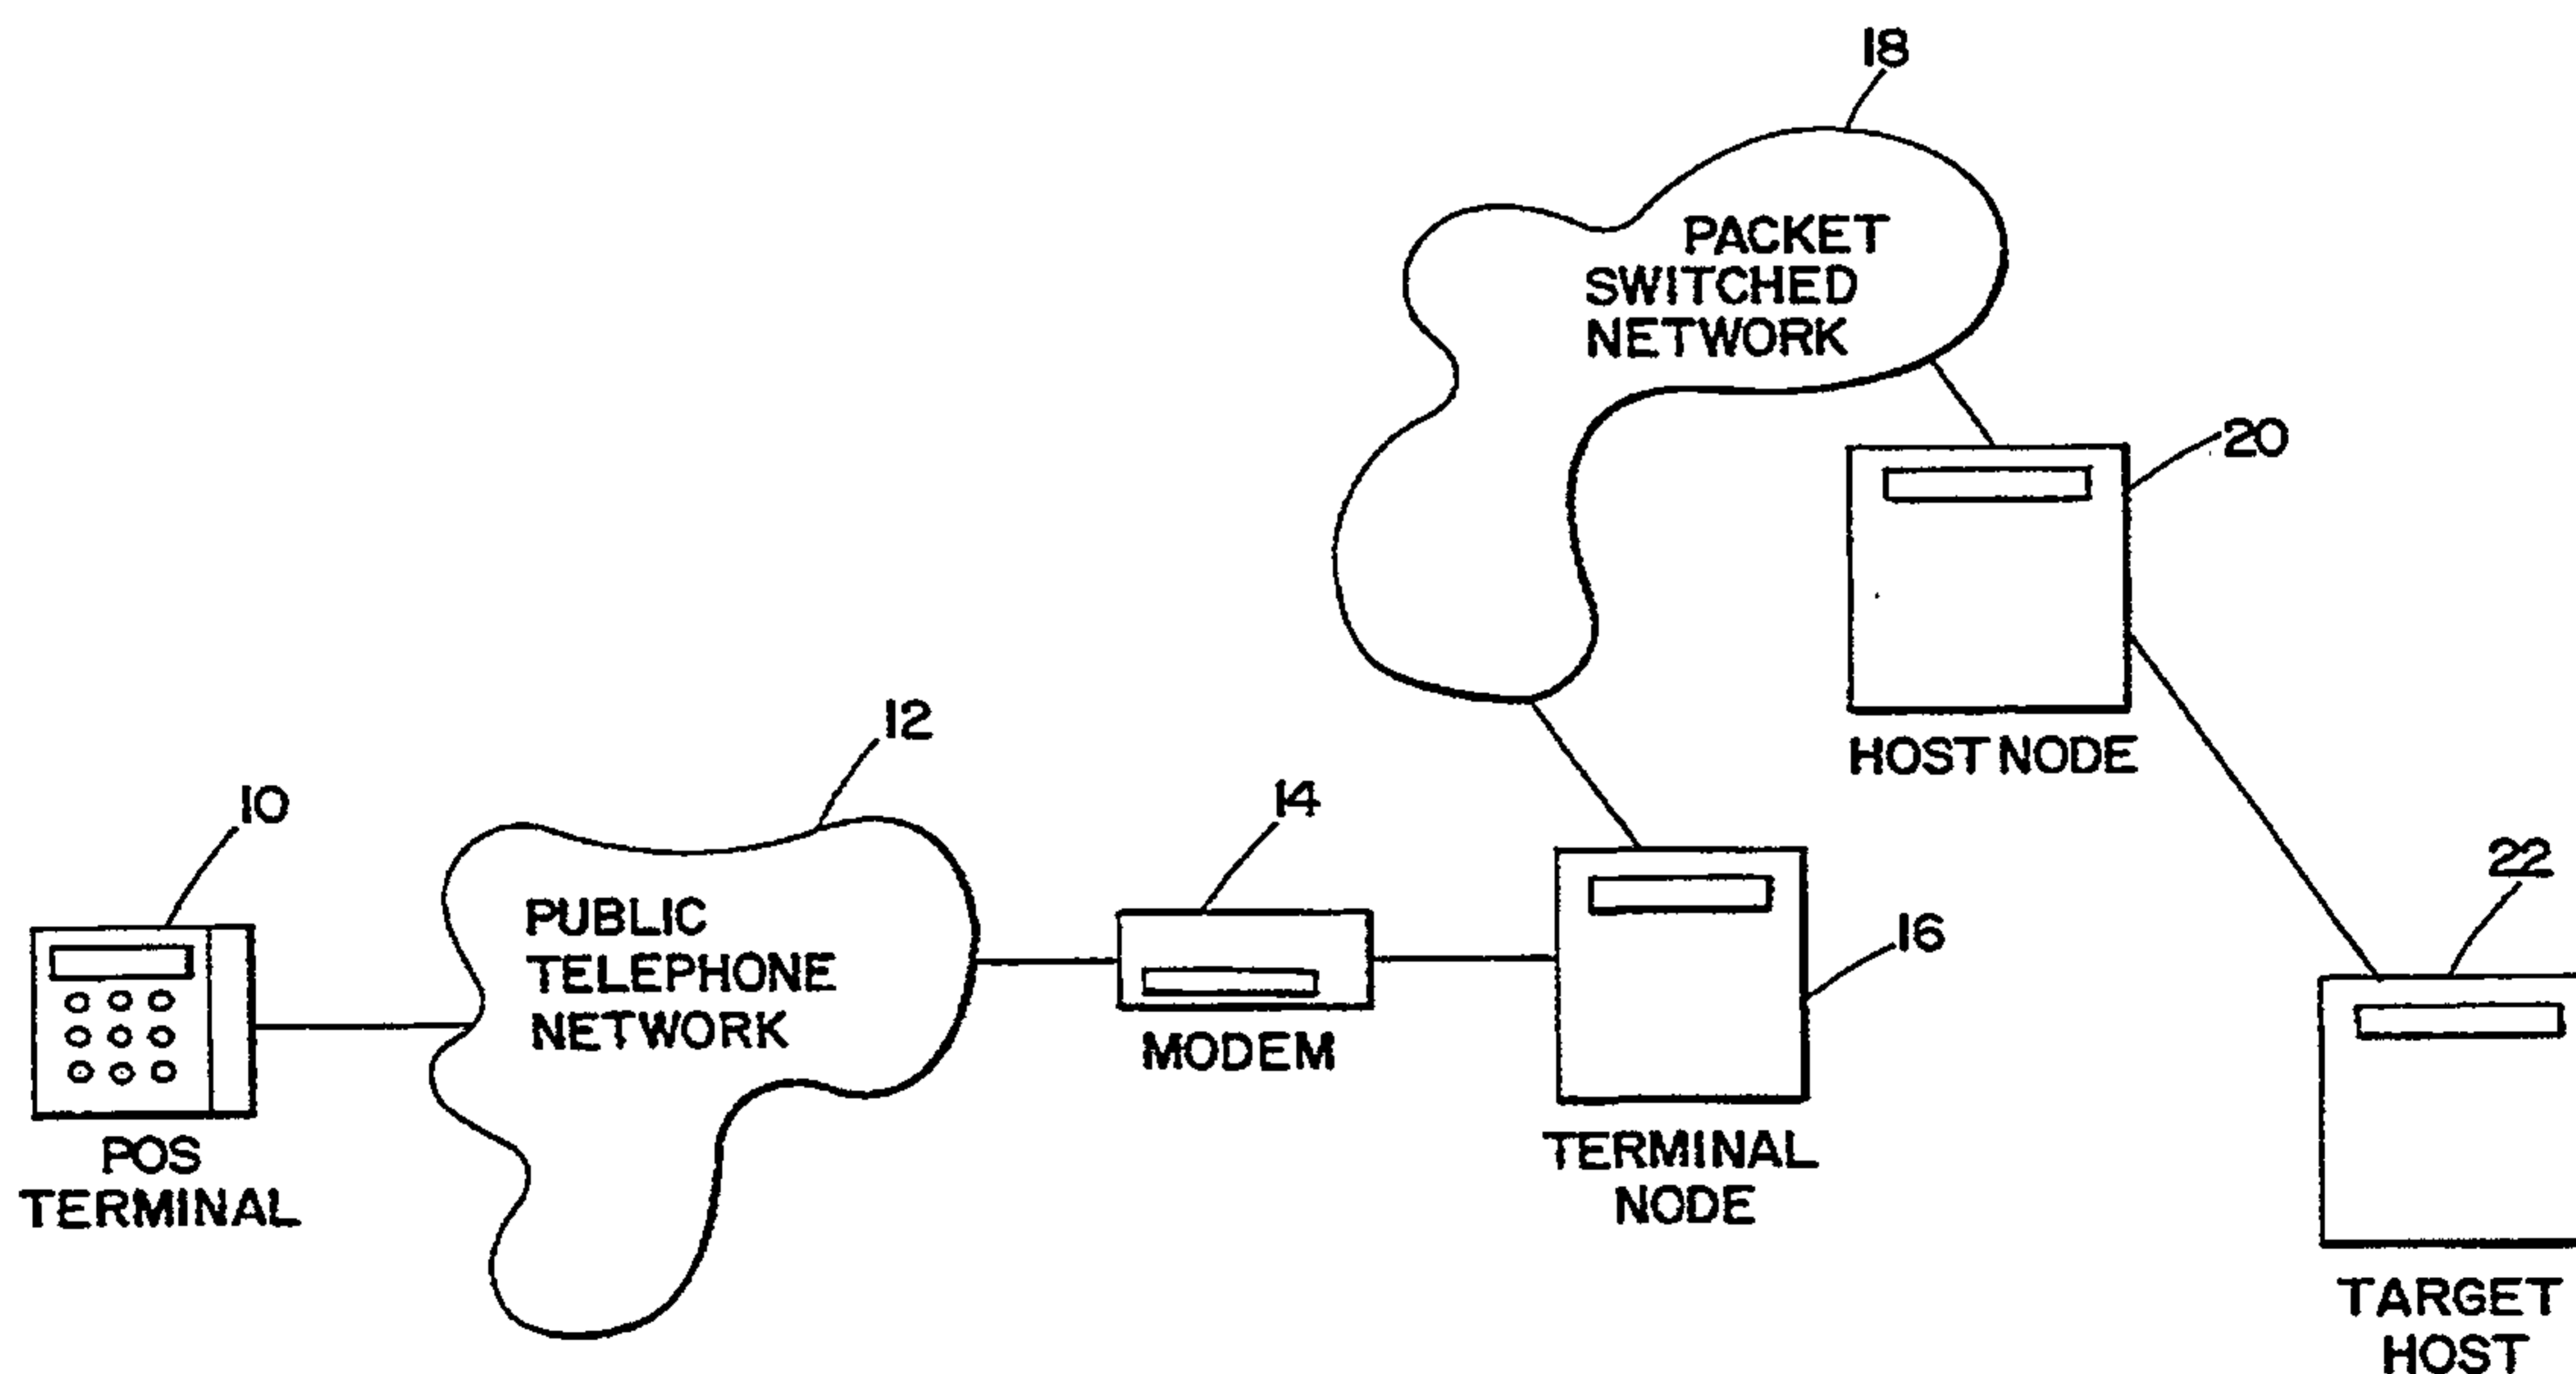 18
PACKET
SWITCHED
NETWORK
20
HOST NODE
12
10
14
22
PUBLIC
TELEPHONE
NETWORK
16
MODEM
POS
TERMINAL
TERMINAL
NODE
TARGET
HOST